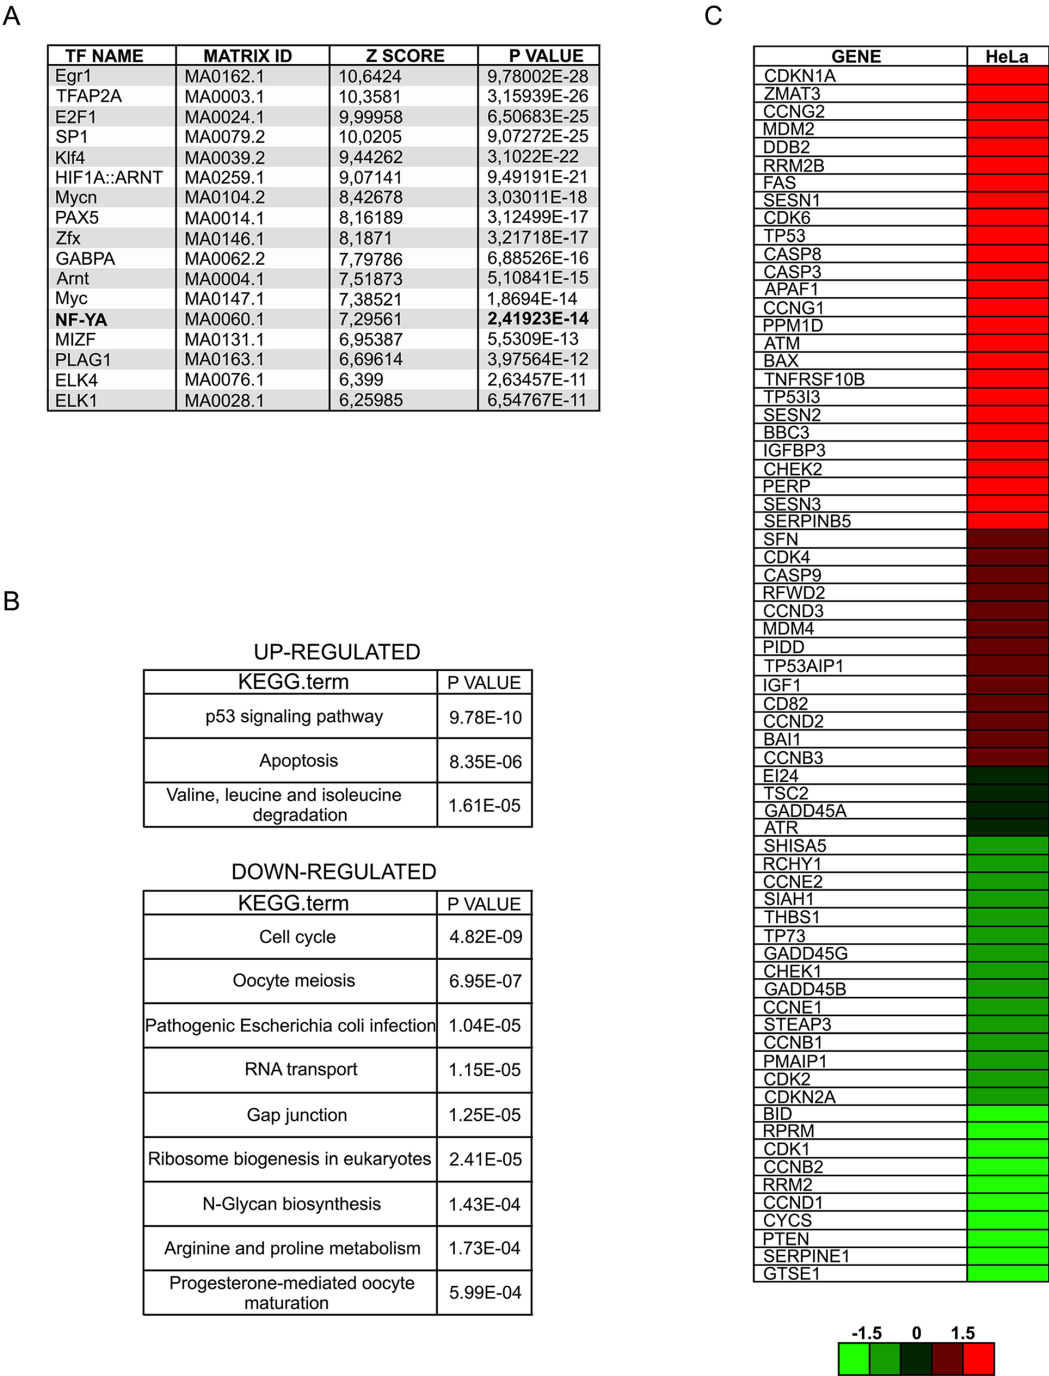 A
TF NAME MATRIX ID Z SCORE P VALUE
Egr1 MA0162.1 10,6424 9,78002E-28
TFAP2A MA0003.1 10,3581 3,15939E-26
E2F1 MA0024.1 9,99958 6,50683E-25
SP1 MA0079.2 10,0205 9,07272E-25
Klf4 MA0039.2 9,44262 3,1022E-22
HIF1A::ARNT MA0259.1 9,07141 9,49191E-21
Mycn MA0104.2 8,42678 3,03011E-18
PAX5 MA0014.1 8,16189 3,12499E-17
Zfx MA0146.1 8,1871 3,21718E-17
GABPA MA0062.2 7,79786 6,88526E-16
Arnt MA0004.1 7,51873 5,10841E-15
Myc MA0147.1 7,38521 1,8694E-14
NF-YA MA0060.1 7,29561 2,41923E-14
MIZF MA0131.1 6,95387 5,5309E-13
PLAG1 MA0163.1 6,69614 3,97564E-12
ELK4 MA0076.1 6,399 2,63457E-11
ELK1 MA0028.1 6,25985 6,54767E-11
B
UP-REGULATED
KEGG.term P VALUE
p53 signaling pathway 9.78E-10
Apoptosis 8.35E-06
Valine, leucine and isoleucine
degradation 1.61E-05
DOWN-REGULATED
KEGG.term P VALUE
Cell cycle 4.82E-09
Oocyte meiosis 6.95E-07
Pathogenic Escherichia coli infection 1.04E-05
RNA transport 1.15E-05
Gap junction 1.25E-05
Ribosome biogenesis in eukaryotes 2.41E-05
N-Glycan biosynthesis 1.43E-04
Arginine and proline metabolism 1.73E-04
Progesterone-mediated oocyte
maturation 5.99E-04
C
GENE HeLa
CDKN1A
ZMAT3
CCNG2
MDM2
DDB2
RRM2B
FAS
SESN1
CDK6
TP53
CASP8
CASP3
APAF1
CCNG1
PPM1D
ATM
BAX
TNFRSF10B
TP53I3
SESN2
BBC3
IGFBP3
CHEK2
PERP
SESN3
SERPINB5
SFN
CDK4
CASP9
RFWD2
CCND3
MDM4
PIDD
TP53AIP1
IGF1
CD82
CCND2
BAI1
CCNB3
EI24
TSC2
GADD45A
ATR
SHISA5
RCHY1
CCNE2
SIAH1
THBS1
TP73
GADD45G
CHEK1
GADD45B
CCNE1
STEAP3
CCNB1
PMAIP1
CDK2
CDKN2A
BID
RPRM
CDK1
CCNB2
RRM2
CCND1
CYCS
PTEN
SERPINE1
GTSE1
-1.5 0 1.5